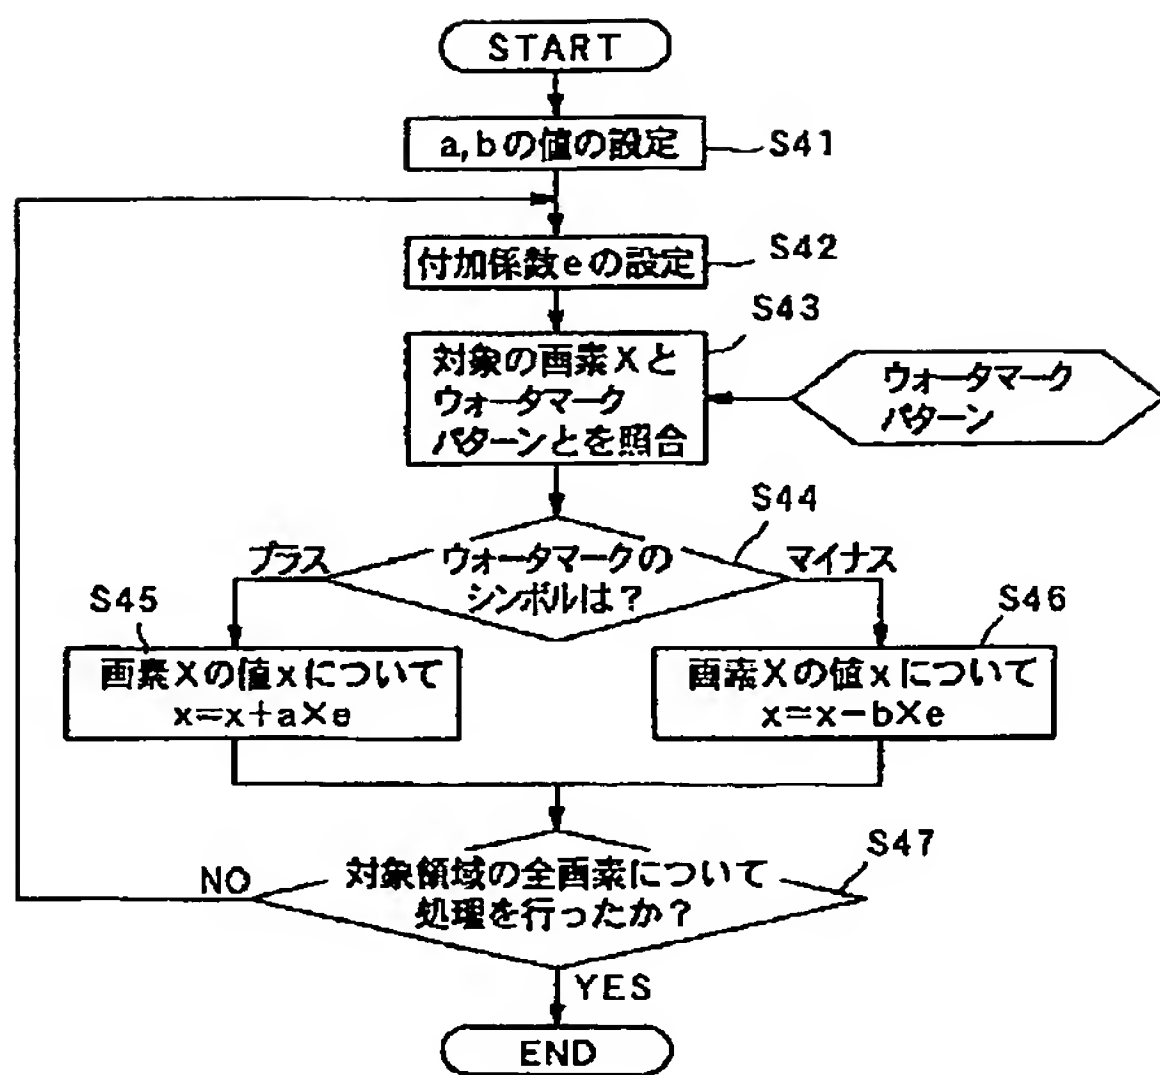 START
a,bの値の設定
S41
付加係数eの設定
S42
S43
対象の画素Xと
ウォータマーク
パターンとを照合
ウォータマーク
パターン
S44
プラス
ウォータマークの
シンボルは?
マイナス
S45
画素Xの値xについて
x=x+a×e
S46
画素Xの値xについて
x=x-b×e
S47
NO
対象領域の全画素について
処理を行ったか?
YES
END